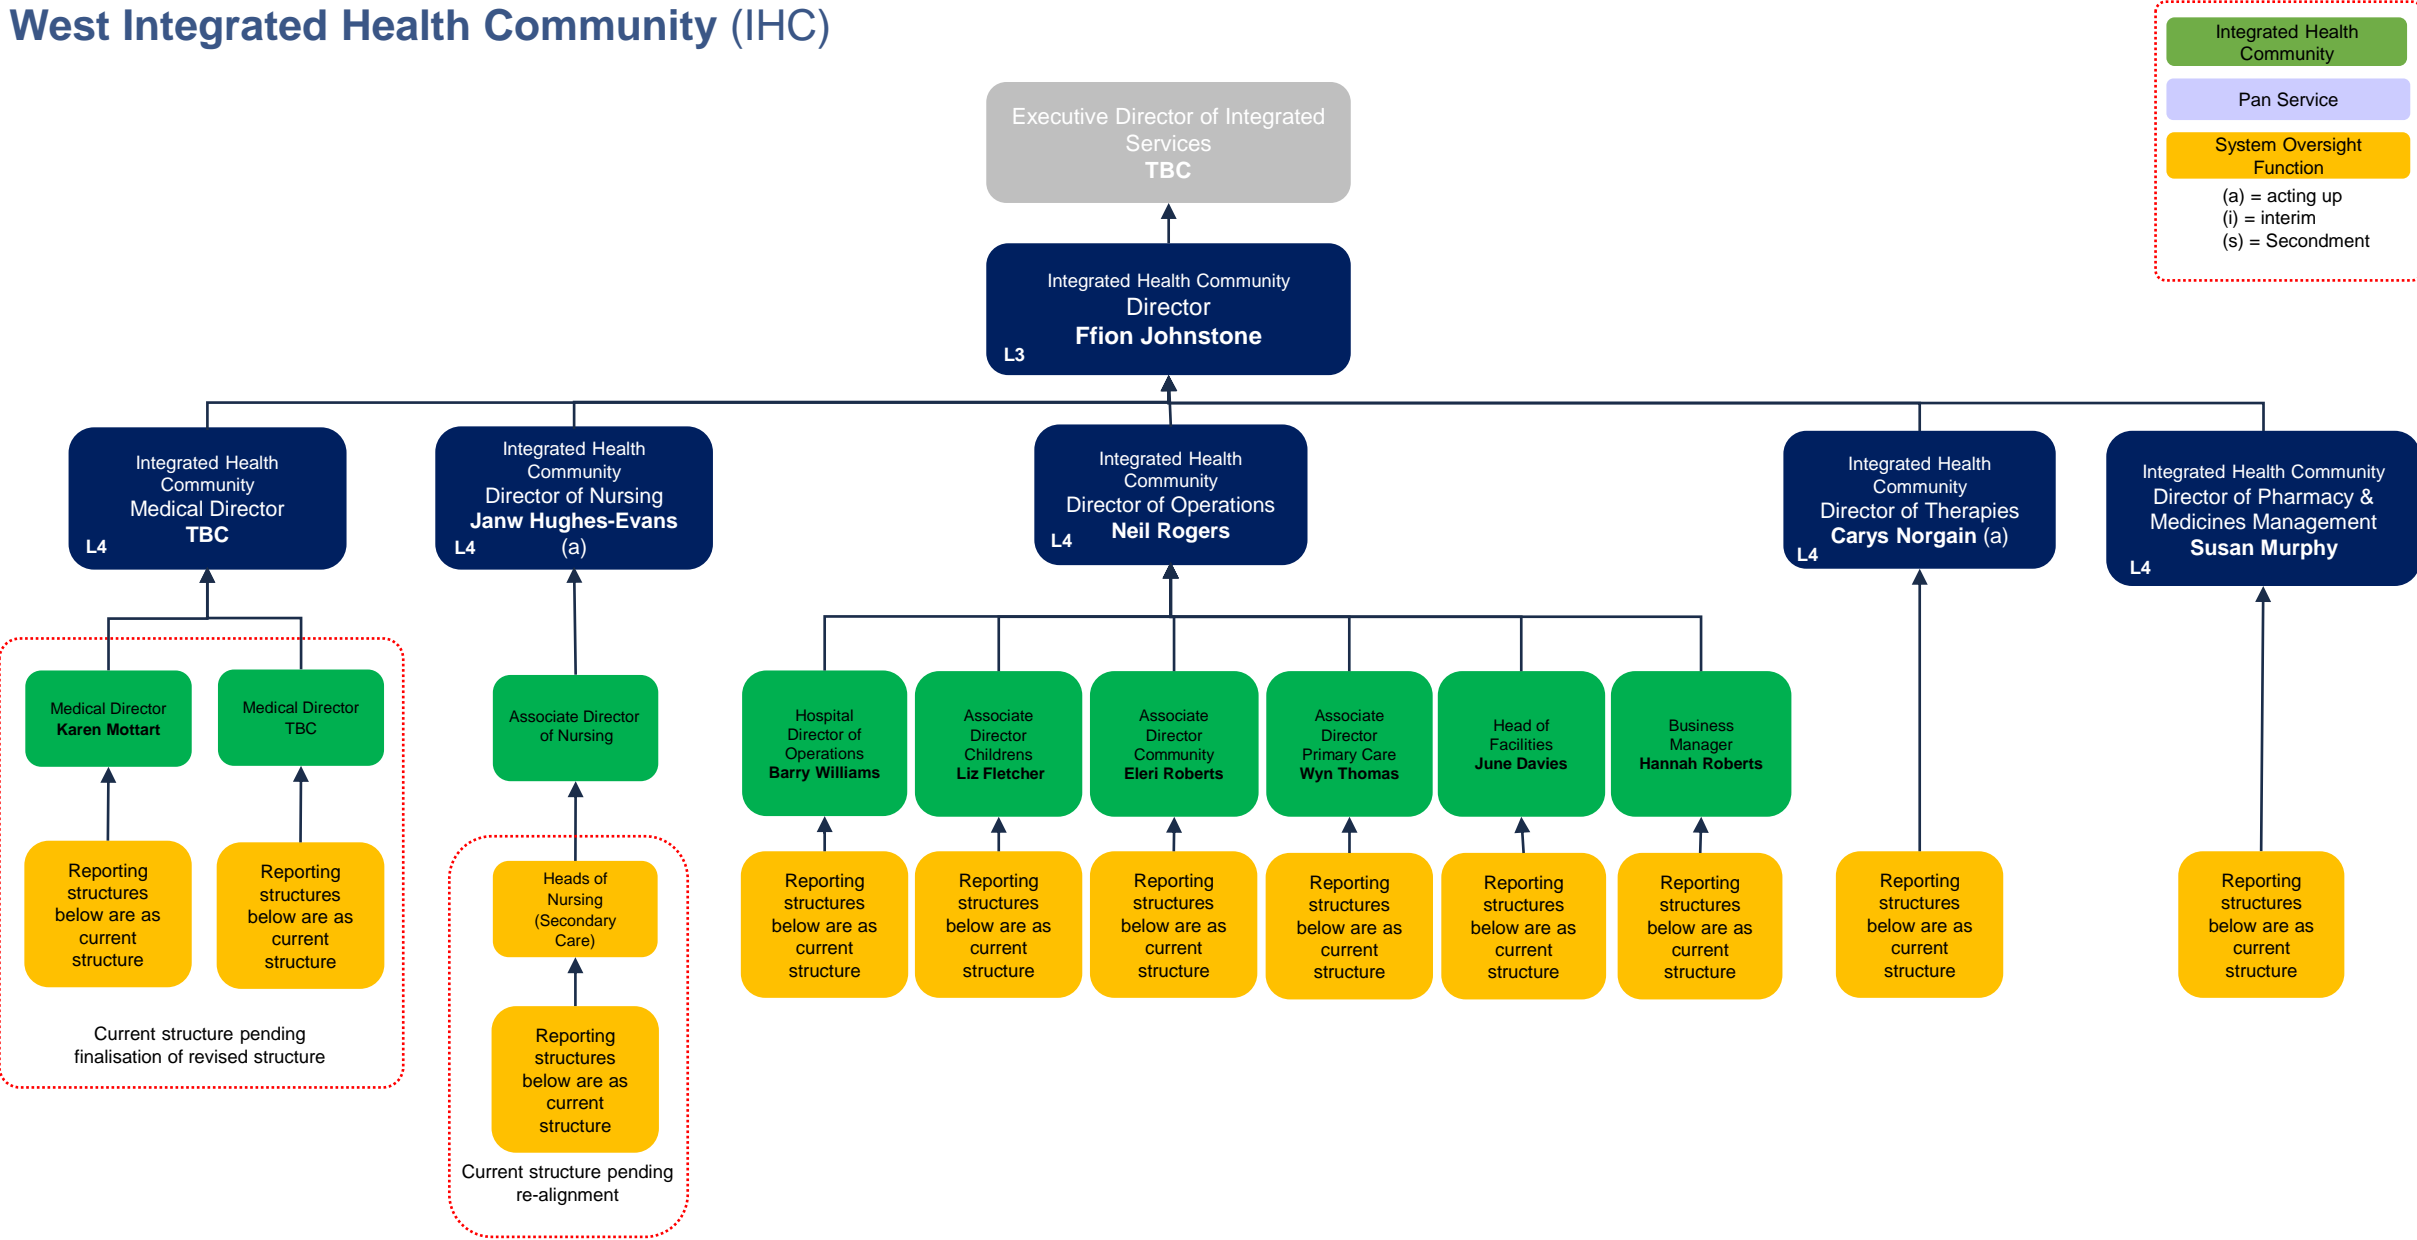 West Integrated Health Community (IHC)
Integrated Health
Community
Pan Service
System Oversight
Function
(a) = acting up
(i) = interim
(s) = Secondment
Executive Director of Integrated
Services
TBC
Integrated Health Community
Director
Ffion Johnstone
L3
Integrated Health
Community
Medical Director
TBC
L4
Integrated Health
Community
Director of Nursing
Janw Hughes-Evans
(a)
L4
Integrated Health
Community
Director of Operations
Neil Rogers
L4
Integrated Health
Community
Director of Therapies
Carys Norgain (a)
L4
Integrated Health Community
Director of Pharmacy &
Medicines Management
Susan Murphy
L4
Medical Director
Karen Mottart
Medical Director
TBC
Associate Director
of Nursing
Hospital
Director of
Operations
Barry Williams
Associate
Director
Childrens
Liz Fletcher
Associate
Director
Community
Eleri Roberts
Associate
Director
Primary Care
Wyn Thomas
Head of
Facilities
June Davies
Business
Manager
Hannah Roberts
Reporting
structures
below are as
current
structure
Reporting
structures
below are as
current
structure
Heads of
Nursing
(Secondary
Care)
Reporting
structures
below are as
current
structure
Reporting
structures
below are as
current
structure
Reporting
structures
below are as
current
structure
Reporting
structures
below are as
current
structure
Reporting
structures
below are as
current
structure
Reporting
structures
below are as
current
structure
Reporting
structures
below are as
current
structure
Reporting
structures
below are as
current
structure
Current structure pending
finalisation of revised structure
Reporting
structures
below are as
current
structure
Current structure pending
re-alignment